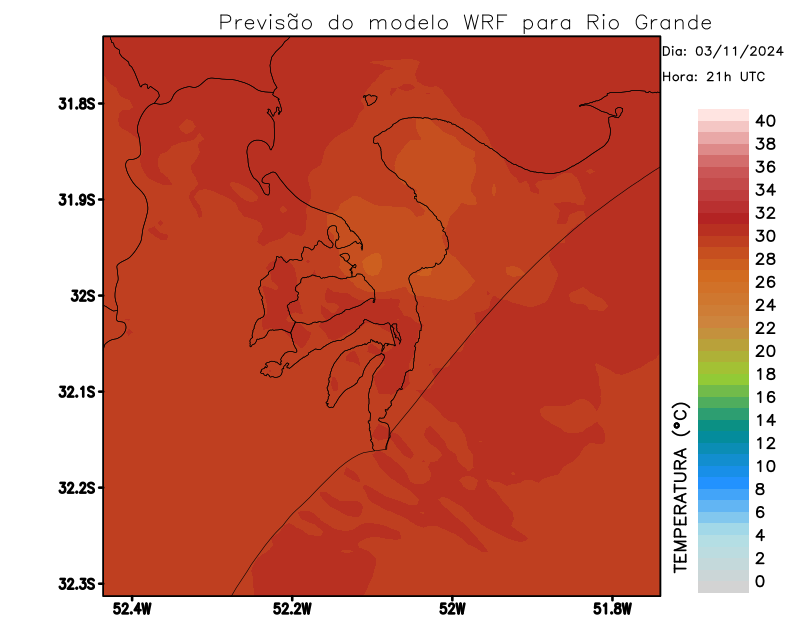 Previsão do modelo WRF para Rio Grande
Dia: 03/11/2024
Hora: 21h UTC
31.8S
31.9S
32S
32.1S
32.2S
32.3S
52.4W
52.2W
52W
51.8W
TEMPERATURA (°C)
40
38
36
34
32
30
28
26
24
22
20
18
16
14
12
10
8
6
4
2
0